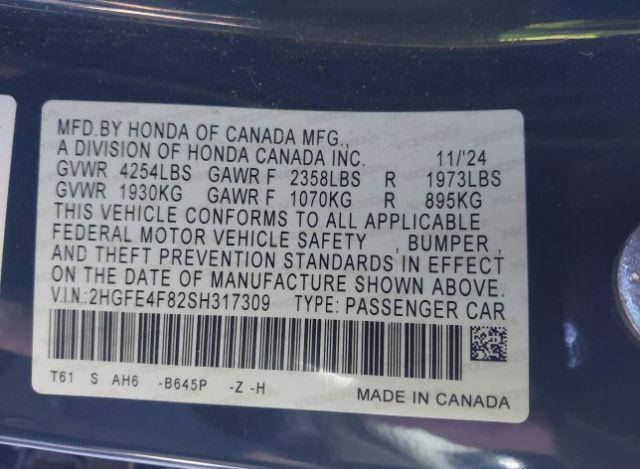 MFD.BY HONDA OF CANADA MFG.,
A DIVISION OF HONDA CANADA INC. 11/'24
GVWR 4254LBS GAWR F 2358LBS R 1973LBS
GVWR 1930KG GAWR F 1070KG R 895KG
THIS VEHICLE CONFORMS TO ALL APPLICABLE
FEDERAL MOTOR VEHICLE SAFETY , BUMPER ,
AND THEFT PREVENTION STANDARDS IN EFFECT
ON THE DATE OF MANUFACTURE SHOWN ABOVE.
V.I.N.:2HGFE4F82SH317309 TYPE: PASSENGER CAR
T61 S AH6 -B645P -Z -H
MADE IN CANADA